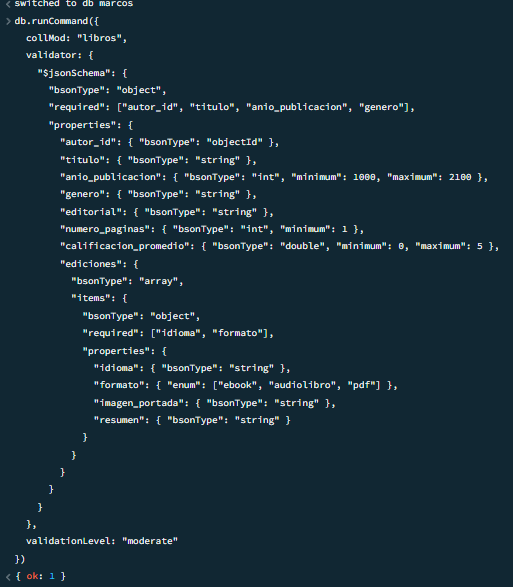 switched to db marcos
db.runCommand({
collMod: "libros",
validator: {
"$jsonSchema": {
"bsonType": "object",
"required": ["autor_id", "titulo", "anio_publicacion", "genero"],
"properties": {
"autor_id": { "bsonType": "objectId" },
"titulo": { "bsonType": "string" },
"anio_publicacion": { "bsonType": "int", "minimum": 1000, "maximum": 2100 },
"genero": { "bsonType": "string" },
"editorial": { "bsonType": "string" },
"numero_paginas": { "bsonType": "int", "minimum": 1 },
"calificacion_promedio": { "bsonType": "double", "minimum": 0, "maximum": 5 },
"ediciones": {
"bsonType": "array",
"items": {
"bsonType": "object",
"required": ["idioma", "formato"],
"properties": {
"idioma": { "bsonType": "string" },
"formato": { "enum": ["ebook", "audiolibro", "pdf"] },
"imagen_portada": { "bsonType": "string" },
"resumen": { "bsonType": "string" }
}
}
}
}
}
},
validationLevel: "moderate"
})
{ ok: 1 }